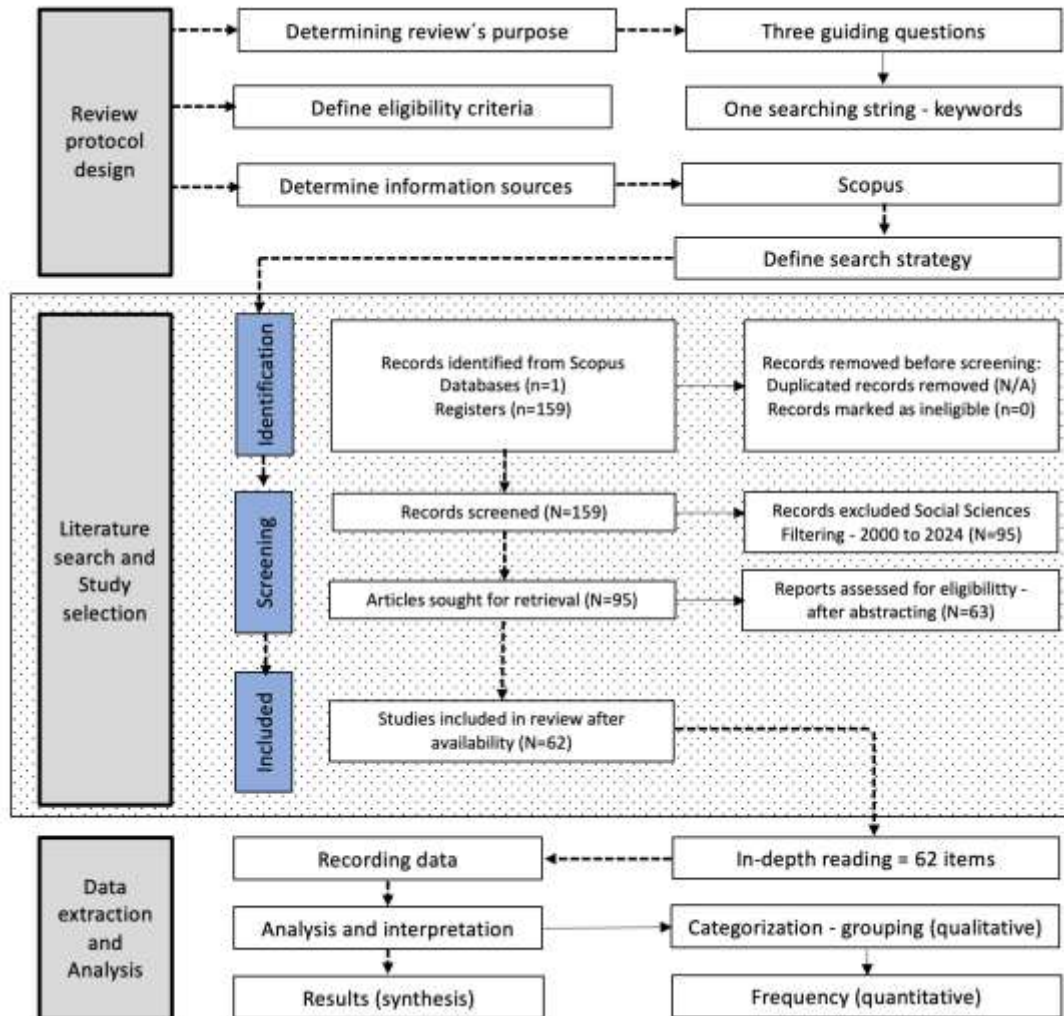 Review
protocol
design
Determining review´s purpose
Three guiding questions
Define eligibility criteria
One searching string - keywords
Determine information sources
Scopus
Define search strategy
Literature
search and
Study
selection
Identification
Records identified from Scopus
Databases (n=1)
Registers (n=159)
Records removed before screening:
Duplicated records removed (N/A)
Records marked as ineligible (n=0)
Screening
Records screened (N=159)
Records excluded Social Sciences
Filtering - 2000 to 2024 (N=95)
Articles sought for retrieval (N=95)
Reports assessed for eligibilitty -
after abstracting (N=63)
Included
Studies included in review after
availability (N=62)
Data
extraction
and
Analysis
Recording data
In-depth reading = 62 items
Analysis and interpretation
Categorization - grouping (qualitative)
Results (synthesis)
Frequency (quantitative)